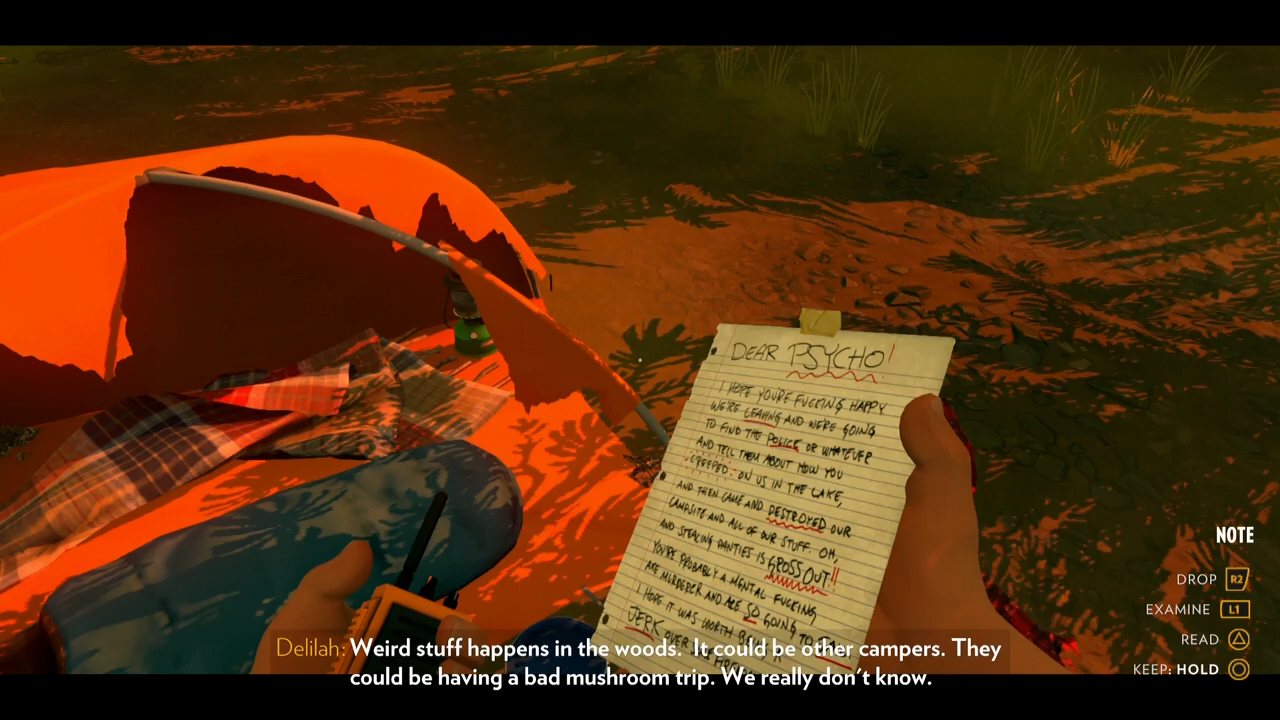 DEAR PSYCHO!
I HOPE YOU'RE FUCKING HAPPY
WE'RE LEAVING AND WE'RE GOING
TO FIND THE POLICE OR WHATEVER
AND TELL THEM ABOUT HOW YOU
CREEPED ON US IN THE LAKE,
AND THEN CAME AND DESTROYED OUR
CAMPSITE AND ALL OF OUR STUFF. OH,
AND STEALING PANTIES IS GROSS OUT!!
YOU'RE PROBABLY A MENTAL FUCKING
MURDERER AND ARE SO GOING TO
I HOPE IT WAS WORTH
JERK OVER
NOTE
DROP R2
EXAMINE L1
READ
KEEP: HOLD
Delilah: Weird stuff happens in the woods. It could be other campers. They
could be having a bad mushroom trip. We really don't know.